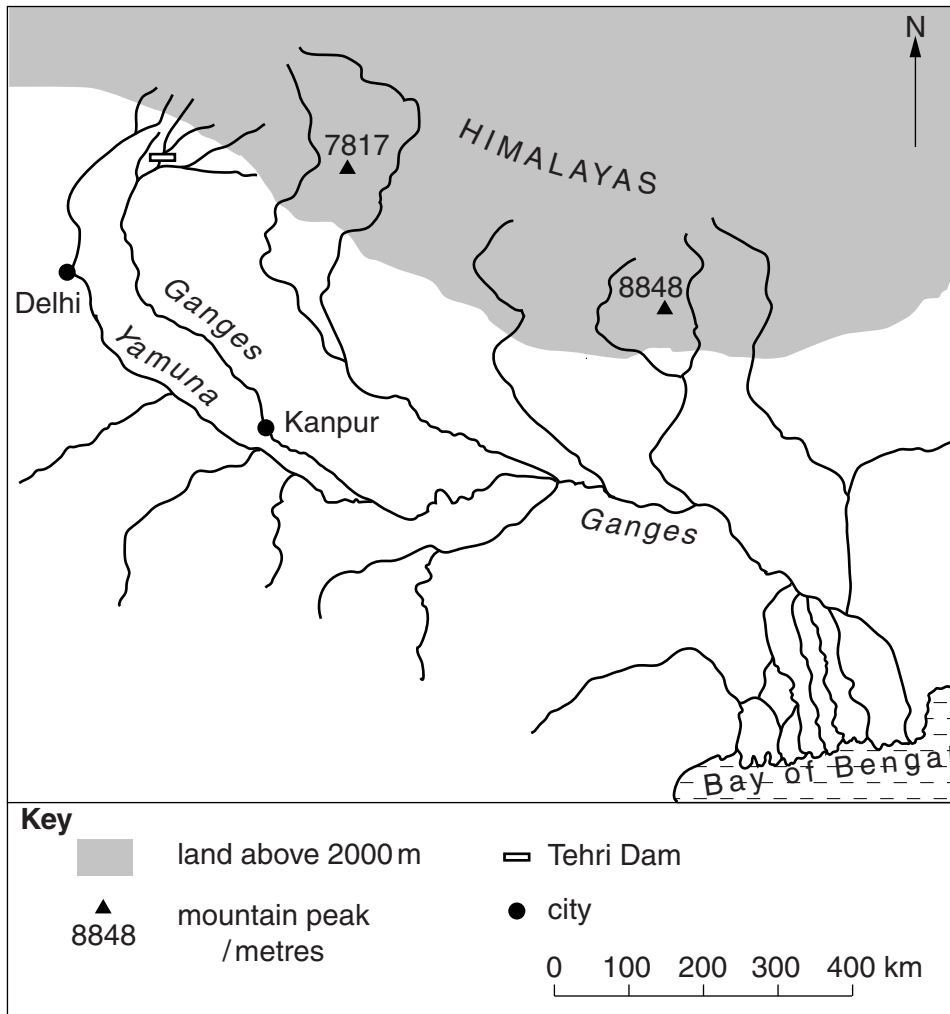 N
HIMALAYAS
7817
8848
Delhi
Ganges
Yamuna
Kanpur
Ganges
Bay of Bengal
Key
land above 2000 m
Tehri Dam
8848
mountain peak
/ metres
city
0 100 200 300 400 km